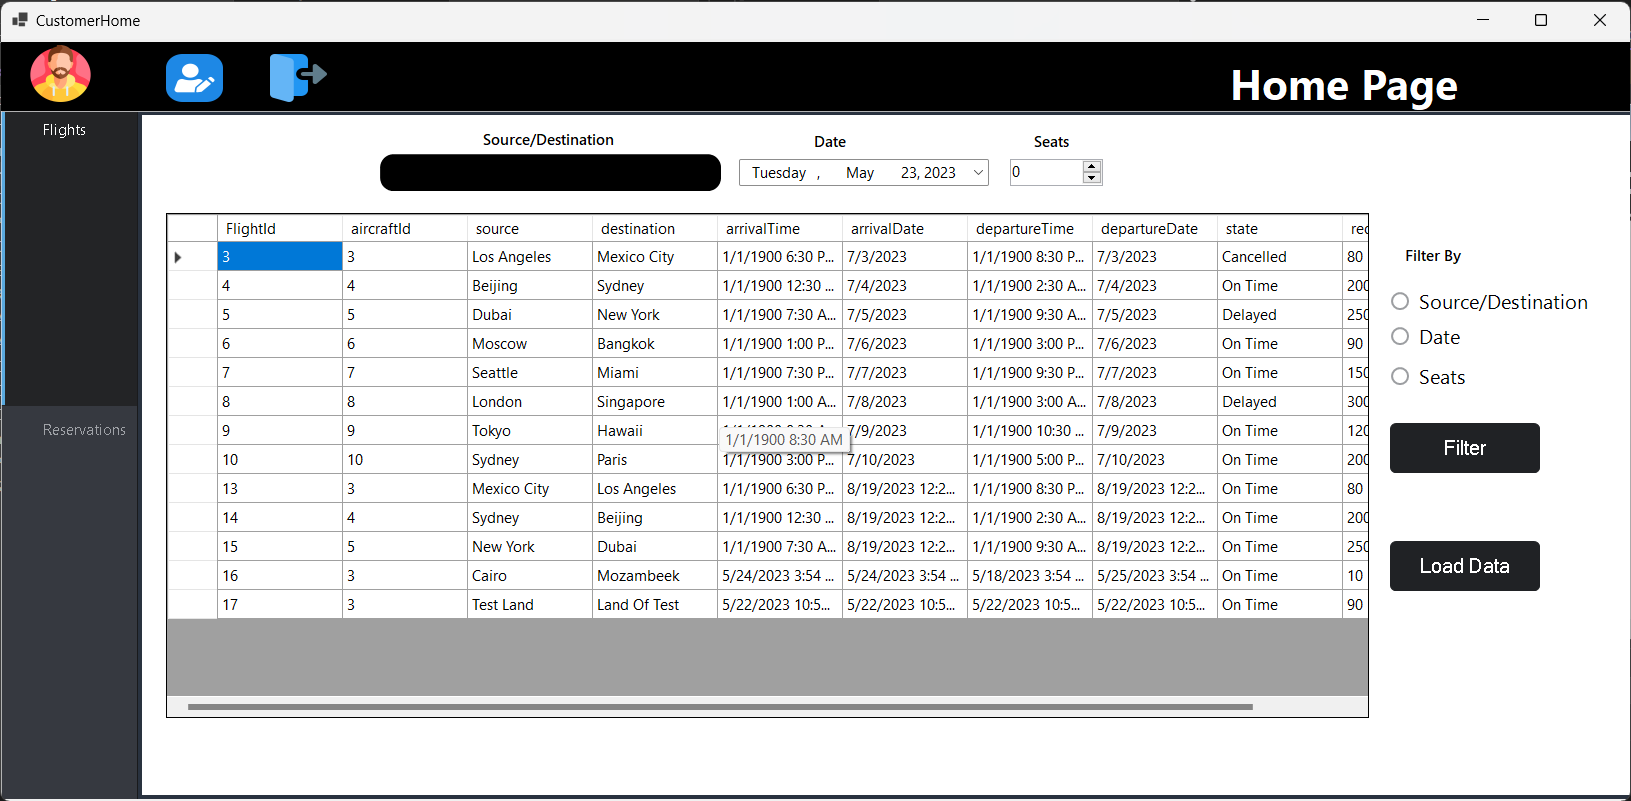 CustomerHome
Home Page
Flights
Reservations
Source/Destination Date Seats
Tuesday , May 23, 2023 0
FlightId aircraftId source destination arrivalTime arrivalDate departureTime departureDate state
3 3 Los Angeles Mexico City 1/1/1900 6:30 P... 7/3/2023 1/1/1900 8:30 P... 7/3/2023 Cancelled 80
4 4 Beijing Sydney 1/1/1900 12:30 ... 7/4/2023 1/1/1900 2:30 A... 7/4/2023 On Time 200
5 5 Dubai New York 1/1/1900 7:30 A... 7/5/2023 1/1/1900 9:30 A... 7/5/2023 Delayed 250
6 6 Moscow Bangkok 1/1/1900 1:00 P... 7/6/2023 1/1/1900 3:00 P... 7/6/2023 On Time 90
7 7 Seattle Miami 1/1/1900 7:30 P... 7/7/2023 1/1/1900 9:30 P... 7/7/2023 On Time 150
8 8 London Singapore 1/1/1900 1:00 A... 7/8/2023 1/1/1900 3:00 A... 7/8/2023 Delayed 300
9 9 Tokyo Hawaii 7/9/2023 1/1/1900 10:30 ... 7/9/2023 On Time 120
1/1/1900 8:30 AM
10 10 Sydney Paris 1/1/1900 3:00 P... 7/10/2023 1/1/1900 5:00 P... 7/10/2023 On Time 200
13 3 Mexico City Los Angeles 1/1/1900 6:30 P... 8/19/2023 12:2... 1/1/1900 8:30 P... 8/19/2023 12:2... On Time 80
14 4 Sydney Beijing 1/1/1900 12:30 ... 8/19/2023 12:2... 1/1/1900 2:30 A... 8/19/2023 12:2... On Time 200
15 5 New York Dubai 1/1/1900 7:30 A... 8/19/2023 12:2... 1/1/1900 9:30 A... 8/19/2023 12:2... On Time 250
16 3 Cairo Mozambeek 5/24/2023 3:54 ... 5/24/2023 3:54 ... 5/18/2023 3:54 ... 5/25/2023 3:54 ... On Time 10
17 3 Test Land Land Of Test 5/22/2023 10:5... 5/22/2023 10:5... 5/22/2023 10:5... 5/22/2023 10:5... On Time 90
Filter By
Source/Destination
Date
Seats
Filter
Load Data